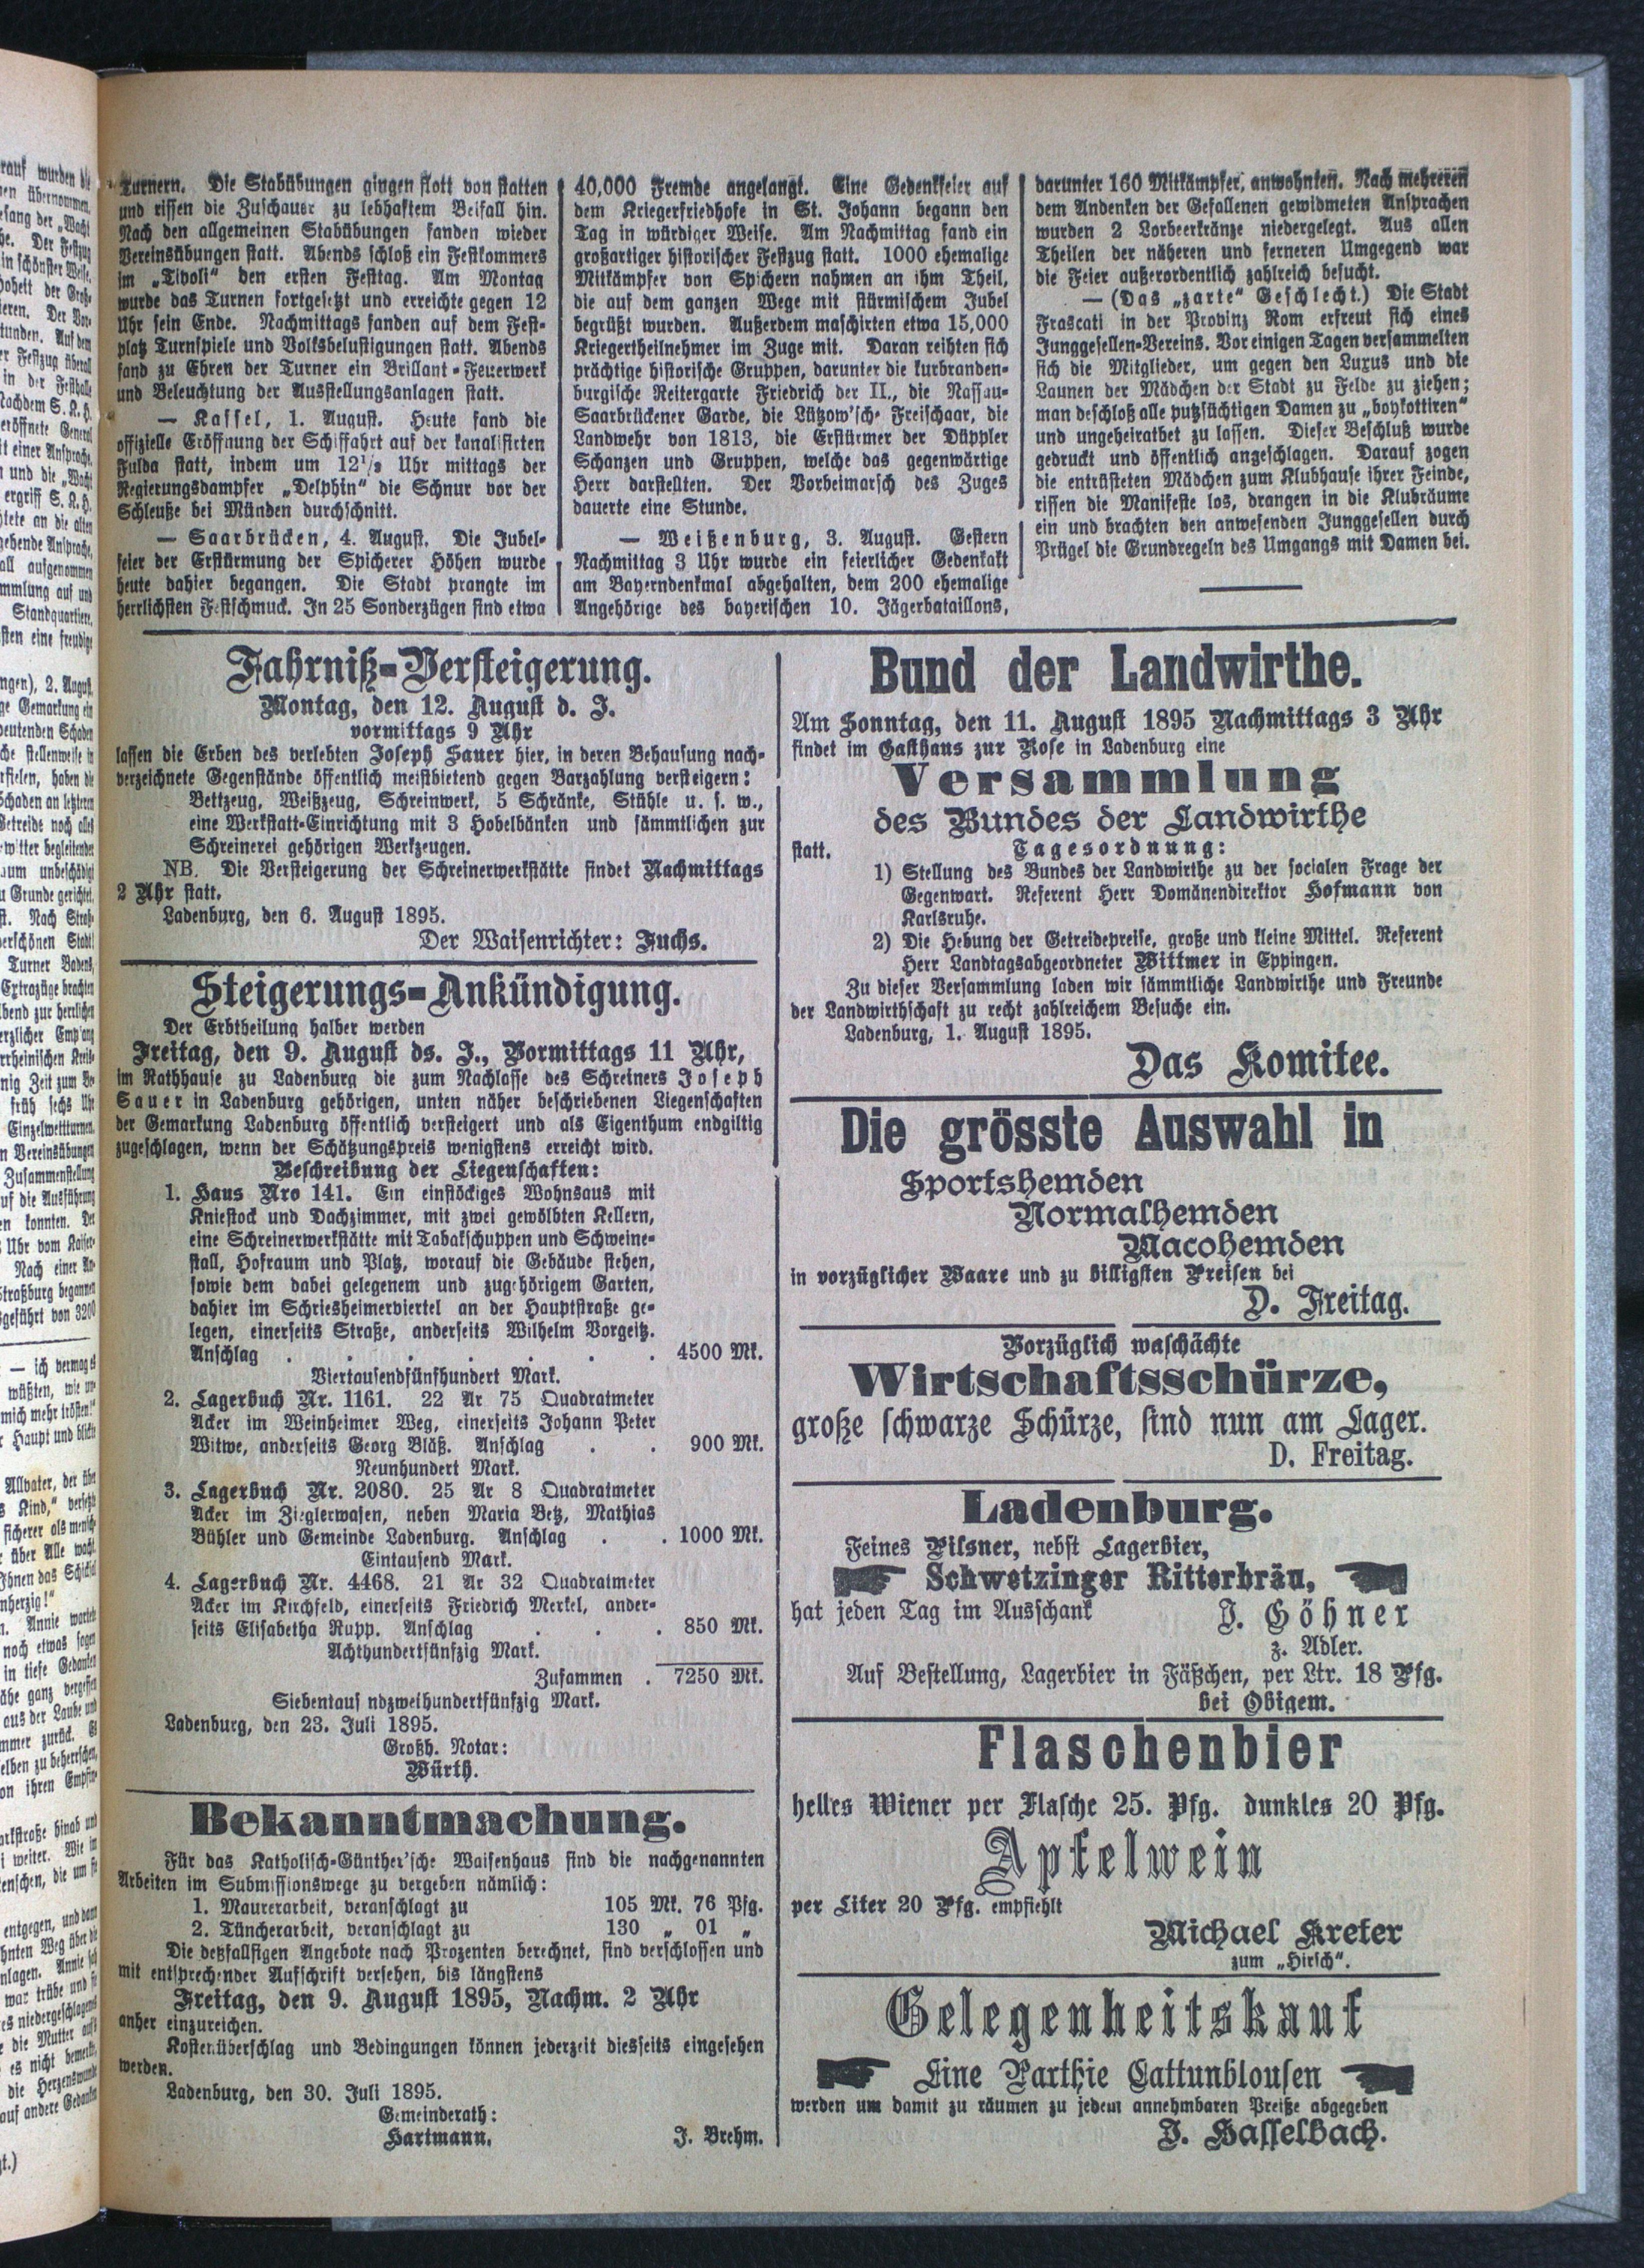 Turnern. Die Stabübungen gingen flott von statten
und rissen die Zuschauer zu lebhaftem Beifall hin.
Nach den allgemeinen Stabübungen fanden wieder
Vereinsübungen statt. Abends schloß ein Festkommers
im „Tivoli“ den ersten Festtag. Am Montag
wurde das Turnen fortgesetzt und erreichte gegen 12
Uhr sein Ende. Nachmittags fanden auf dem Fest-
platz Turnspiele und Volksbelustigungen statt. Abends
fand zu Ehren der Turner ein Brillant-Feuerwerk
und Beleuchtung der Ausstellungsanlagen statt.
— Kassel, 1. August. Heute fand die
offizielle Eröffnung der Schiffahrt auf der kanalisirten
Fulda statt, indem um 12½ Uhr mittags der
Regierungsdampfer „Delphin“ die Schnur vor der
Schleuße bei Münden durchschnitt.
— Saarbrücken, 4. August. Die Jubel-
feier der Erstürmung der Spicherer Höhen wurde
heute dahier begangen. Die Stadt prangte im
herrlichsten Festschmuck. In 25 Sonderzügen sind etwa
40,000 Fremde angelangt. Eine Gedenkfeier auf
dem Kriegerfriedhofe in St. Johann begann den
Tag in würdiger Weise. Am Nachmittag fand ein
großartiger historischer Festzug statt. 1000 ehemalige
Mitkämpfer von Spichern nahmen an ihm Theil,
die auf dem ganzen Wege mit stürmischem Jubel
begrüßt wurden. Außerdem maschirten etwa 15,000
Kriegertheilnehmer im Zuge mit. Daran reihten sich
prächtige historische Gruppen, darunter die kurbranden-
burgische Reitergarte Friedrich der II., die Nassau-
Saarbrückener Garde, die Lützow'sche Freischaar, die
Landwehr von 1813, die Erstürmer der Düppler
Schanzen und Gruppen, welche das gegenwärtige
Herr darstellten. Der Vorbeimarsch des Zuges
dauerte eine Stunde.
— Weißenburg, 3. August. Gestern
Nachmittag 3 Uhr wurde ein feierlicher Gedenkakt
am Bayerndenkmal abgehalten, dem 200 ehemalige
Angehörige des bayerischen 10. Jägerbataillons,
darunter 160 Mitkämpfer, anwohnten. Nach mehreren
dem Andenken der Gefallenen gewidmeten Ansprachen
wurden 2 Lorbeerkränze niedergelegt. Aus allen
Theilen der näheren und ferneren Umgegend war
die Feier außerordentlich zahlreich besucht.
— (Das „zarte“ Geschlecht.) Die Stadt
Frascati in der Provinz Rom erfreut sich eines
Junggesellen-Vereins. Vor einigen Tagen versammelten
sich die Mitglieder, um gegen den Luxus und die
Launen der Mädchen der Stadt zu Felde zu ziehen;
man beschloß alle putzsüchtigen Damen zu „boykottiren“
und ungeheirathet zu lassen. Dieser Beschluß wurde
gedruckt und öffentlich angeschlagen. Darauf zogen
die entrüsteten Mädchen zum Klubhause ihrer Feinde,
rissen die Manifeste los, drangen in die Klubräume
ein und brachten den anwesenden Junggesellen durch
Prügel die Grundregeln des Umgangs mit Damen bei.
Fahrniß-Versteigerung.
Montag, den 12. August d. J.
vormittags 9 Uhr
lassen die Erben des verlebten Joseph Sauer hier, in deren Behausung nach-
verzeichnete Gegenstände öffentlich meistbietend gegen Barzahlung versteigern:
Bettzeug, Weißzeug, Schreinwerk, 5 Schränke, Stühle u. s. w.,
eine Werkstatt-Einrichtung mit 3 Hobelbänken und sämmtlichen zur
Schreinerei gehörigen Werkzeugen.
NB. Die Versteigerung der Schreinerwerkstätte findet Nachmittags
2 Uhr statt.
Ladenburg, den 6. August 1895.
Der Waisenrichter: Fuchs.
Steigerungs-Ankündigung.
Der Erbtheilung halber werden
Freitag, den 9. August ds. J., Vormittags 11 Uhr,
im Rathhause zu Ladenburg die zum Nachlasse des Schreiners Joseph
Sauer in Ladenburg gehörigen, unten näher beschriebenen Liegenschaften
der Gemarkung Ladenburg öffentlich versteigert und als Eigenthum endgiltig
zugeschlagen, wenn der Schätzungspreis wenigstens erreicht wird.
Beschreibung der Liegenschaften:
1. Haus Nro 141. Ein einstöckiges Wohnsaus mit
Kniestock und Dachzimmer, mit zwei gewölbten Kellern,
eine Schreinerwerkstätte mit Tabakschuppen und Schweine-
stall, Hofraum und Platz, worauf die Gebäude stehen,
sowie dem dabei gelegenem und zugehörigem Garten,
dahier im Schriesheimerviertel an der Hauptstraße ge-
legen, einerseits Straße, anderseits Wilhelm Vorgeitz.
Anschlag . . . . . . . 4500 Mk.
Viertausendfünfhundert Mark.
2. Lagerbuch Nr. 1161. 22 Ar 75 Quadratmeter
Acker im Weinheimer Weg, einerseits Johann Peter
Witwe, anderseits Georg Bläß. Anschlag . . 900 Mk.
Neunhundert Mark.
3. Lagerbuch Nr. 2080. 25 Ar 8 Quadratmeter
Acker im Zieglerwasen, neben Maria Betz, Mathias
Bühler und Gemeinde Ladenburg. Anschlag . . 1000 Mk.
Eintausend Mark.
4. Lagerbuch Nr. 4468. 21 Ar 32 Quadratmeter
Acker im Kirchfeld, einerseits Friedrich Merkel, ander-
seits Elisabetha Rupp. Anschlag . . . 850 Mk.
Achthundertfünfzig Mark.
Zusammen . 7250 Mk.
Siebentaus ndzweihundertfünfzig Mark.
Ladenburg, den 23. Juli 1895.
Großh. Notar:
Würth.
Bekanntmachung.
Für das Katholisch-Günther'sche Waisenhaus sind die nachgenannten
Arbeiten im Submissionswege zu vergeben nämlich:
1. Maurerarbeit, veranschlagt zu 105 Mk. 76 Pfg.
2. Tüncherarbeit, veranschlagt zu 130 „ 01 „
Die deßfallsigen Angebote nach Prozenten berechnet, sind verschlossen und
mit entsprechender Aufschrift versehen, bis längstens
Freitag, den 9. August 1895, Nachm. 2 Uhr
anher einzureichen.
Kostenüberschlag und Bedingungen können jederzeit diesseits eingesehen
werden.
Ladenburg, den 30. Juli 1895.
Gemeinderath:
Hartmann. J. Brehm.
Bund der Landwirthe.
Am Sonntag, den 11. August 1895 Nachmittags 3 Uhr
findet im Gasthaus zur Rose in Ladenburg eine
Versammlung
des Bundes der Landwirthe
statt. Tagesordnung:
1) Stellung des Bundes der Landwirthe zu der socialen Frage der
Gegenwart. Referent Herr Domänendirektor Hofmann von
Karlsruhe.
2) Die Hebung der Getreidepreise, große und kleine Mittel. Referent
Herr Landtagsabgeordneter Wittmer in Eppingen.
Zu dieser Versammlung laden wir sämmtliche Landwirthe und Freunde
der Landwirthschaft zu recht zahlreichem Besuche ein.
Ladenburg, 1. August 1895.
Das Komitee.
Die grösste Auswahl in
Sportshemden
Normalhemden
Macohemden
in vorzüglicher Waare und zu billigsten Preisen bei
D. Freitag.
Vorzüglich waschächte
Wirtschaftsschürze,
große schwarze Schürze, sind nun am Lager.
D. Freitag.
Ladenburg.
Feines Pilsner, nebst Lagerbier,
Schwetzinger Ritterbräu,
hat jeden Tag im Ausschank J. Göhner
z. Adler.
Auf Bestellung, Lagerbier in Fäßchen, per Ltr. 18 Pfg.
bei Obigem.
Flaschenbier
helles Wiener per Flasche 25. Pfg. dunkles 20 Pfg.
Apfelwein
per Liter 20 Pfg. empfiehlt
Michael Kreter
zum „Hirsch“.
Gelegenheitskauf
Eine Parthie Cattunblousen
werden um damit zu räumen zu jedem annehmbaren Preiße abgegeben
J. Hasselbach.